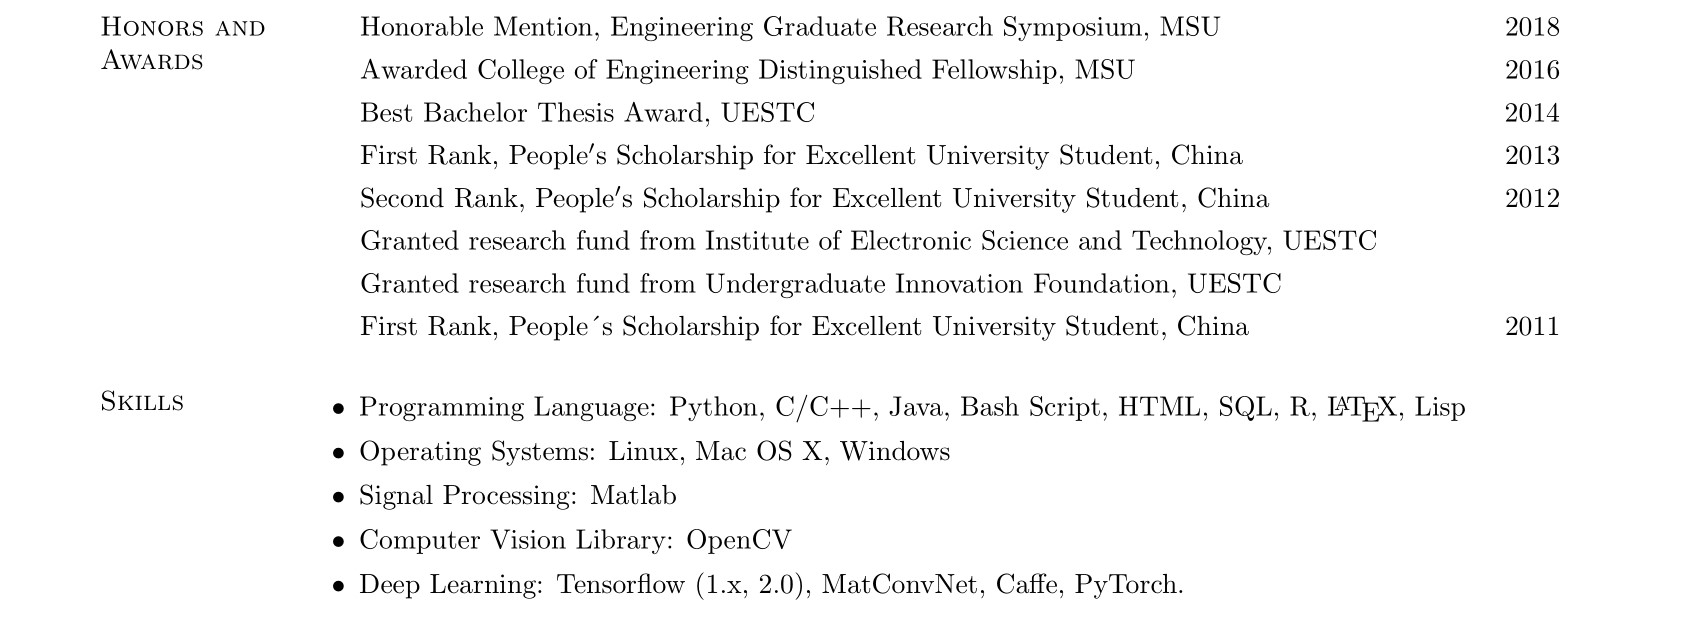 HONORS AND AWARDS
Honorable Mention, Engineering Graduate Research Symposium, MSU 2018
Awarded College of Engineering Distinguished Fellowship, MSU 2016
Best Bachelor Thesis Award, UESTC 2014
First Rank, People′s Scholarship for Excellent University Student, China 2013
Second Rank, People′s Scholarship for Excellent University Student, China 2012
Granted research fund from Institute of Electronic Science and Technology, UESTC
Granted research fund from Undergraduate Innovation Foundation, UESTC
First Rank, People´s Scholarship for Excellent University Student, China 2011
SKILLS
• Programming Language: Python, C/C++, Java, Bash Script, HTML, SQL, R, LATEX, Lisp
• Operating Systems: Linux, Mac OS X, Windows
• Signal Processing: Matlab
• Computer Vision Library: OpenCV
• Deep Learning: Tensorflow (1.x, 2.0), MatConvNet, Caffe, PyTorch.